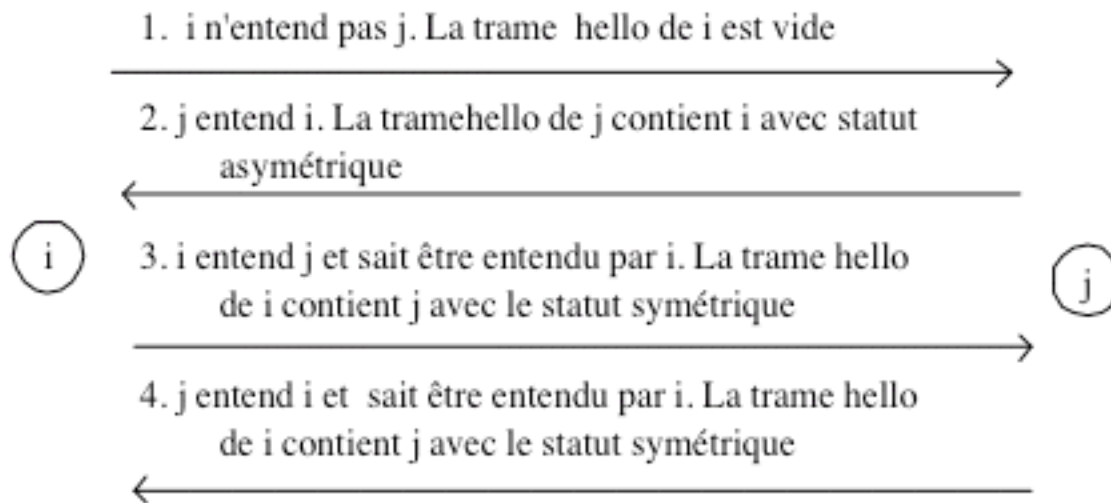 1. i n'entend pas j. La trame hello de i est vide
2. j entend i. La tramehello de j contient i avec statut
asymétrique
i
3. i entend j et sait être entendu par i. La trame hello
de i contient j avec le statut symétrique
j
4. j entend i et sait être entendu par i. La trame hello
de i contient j avec le statut symétrique